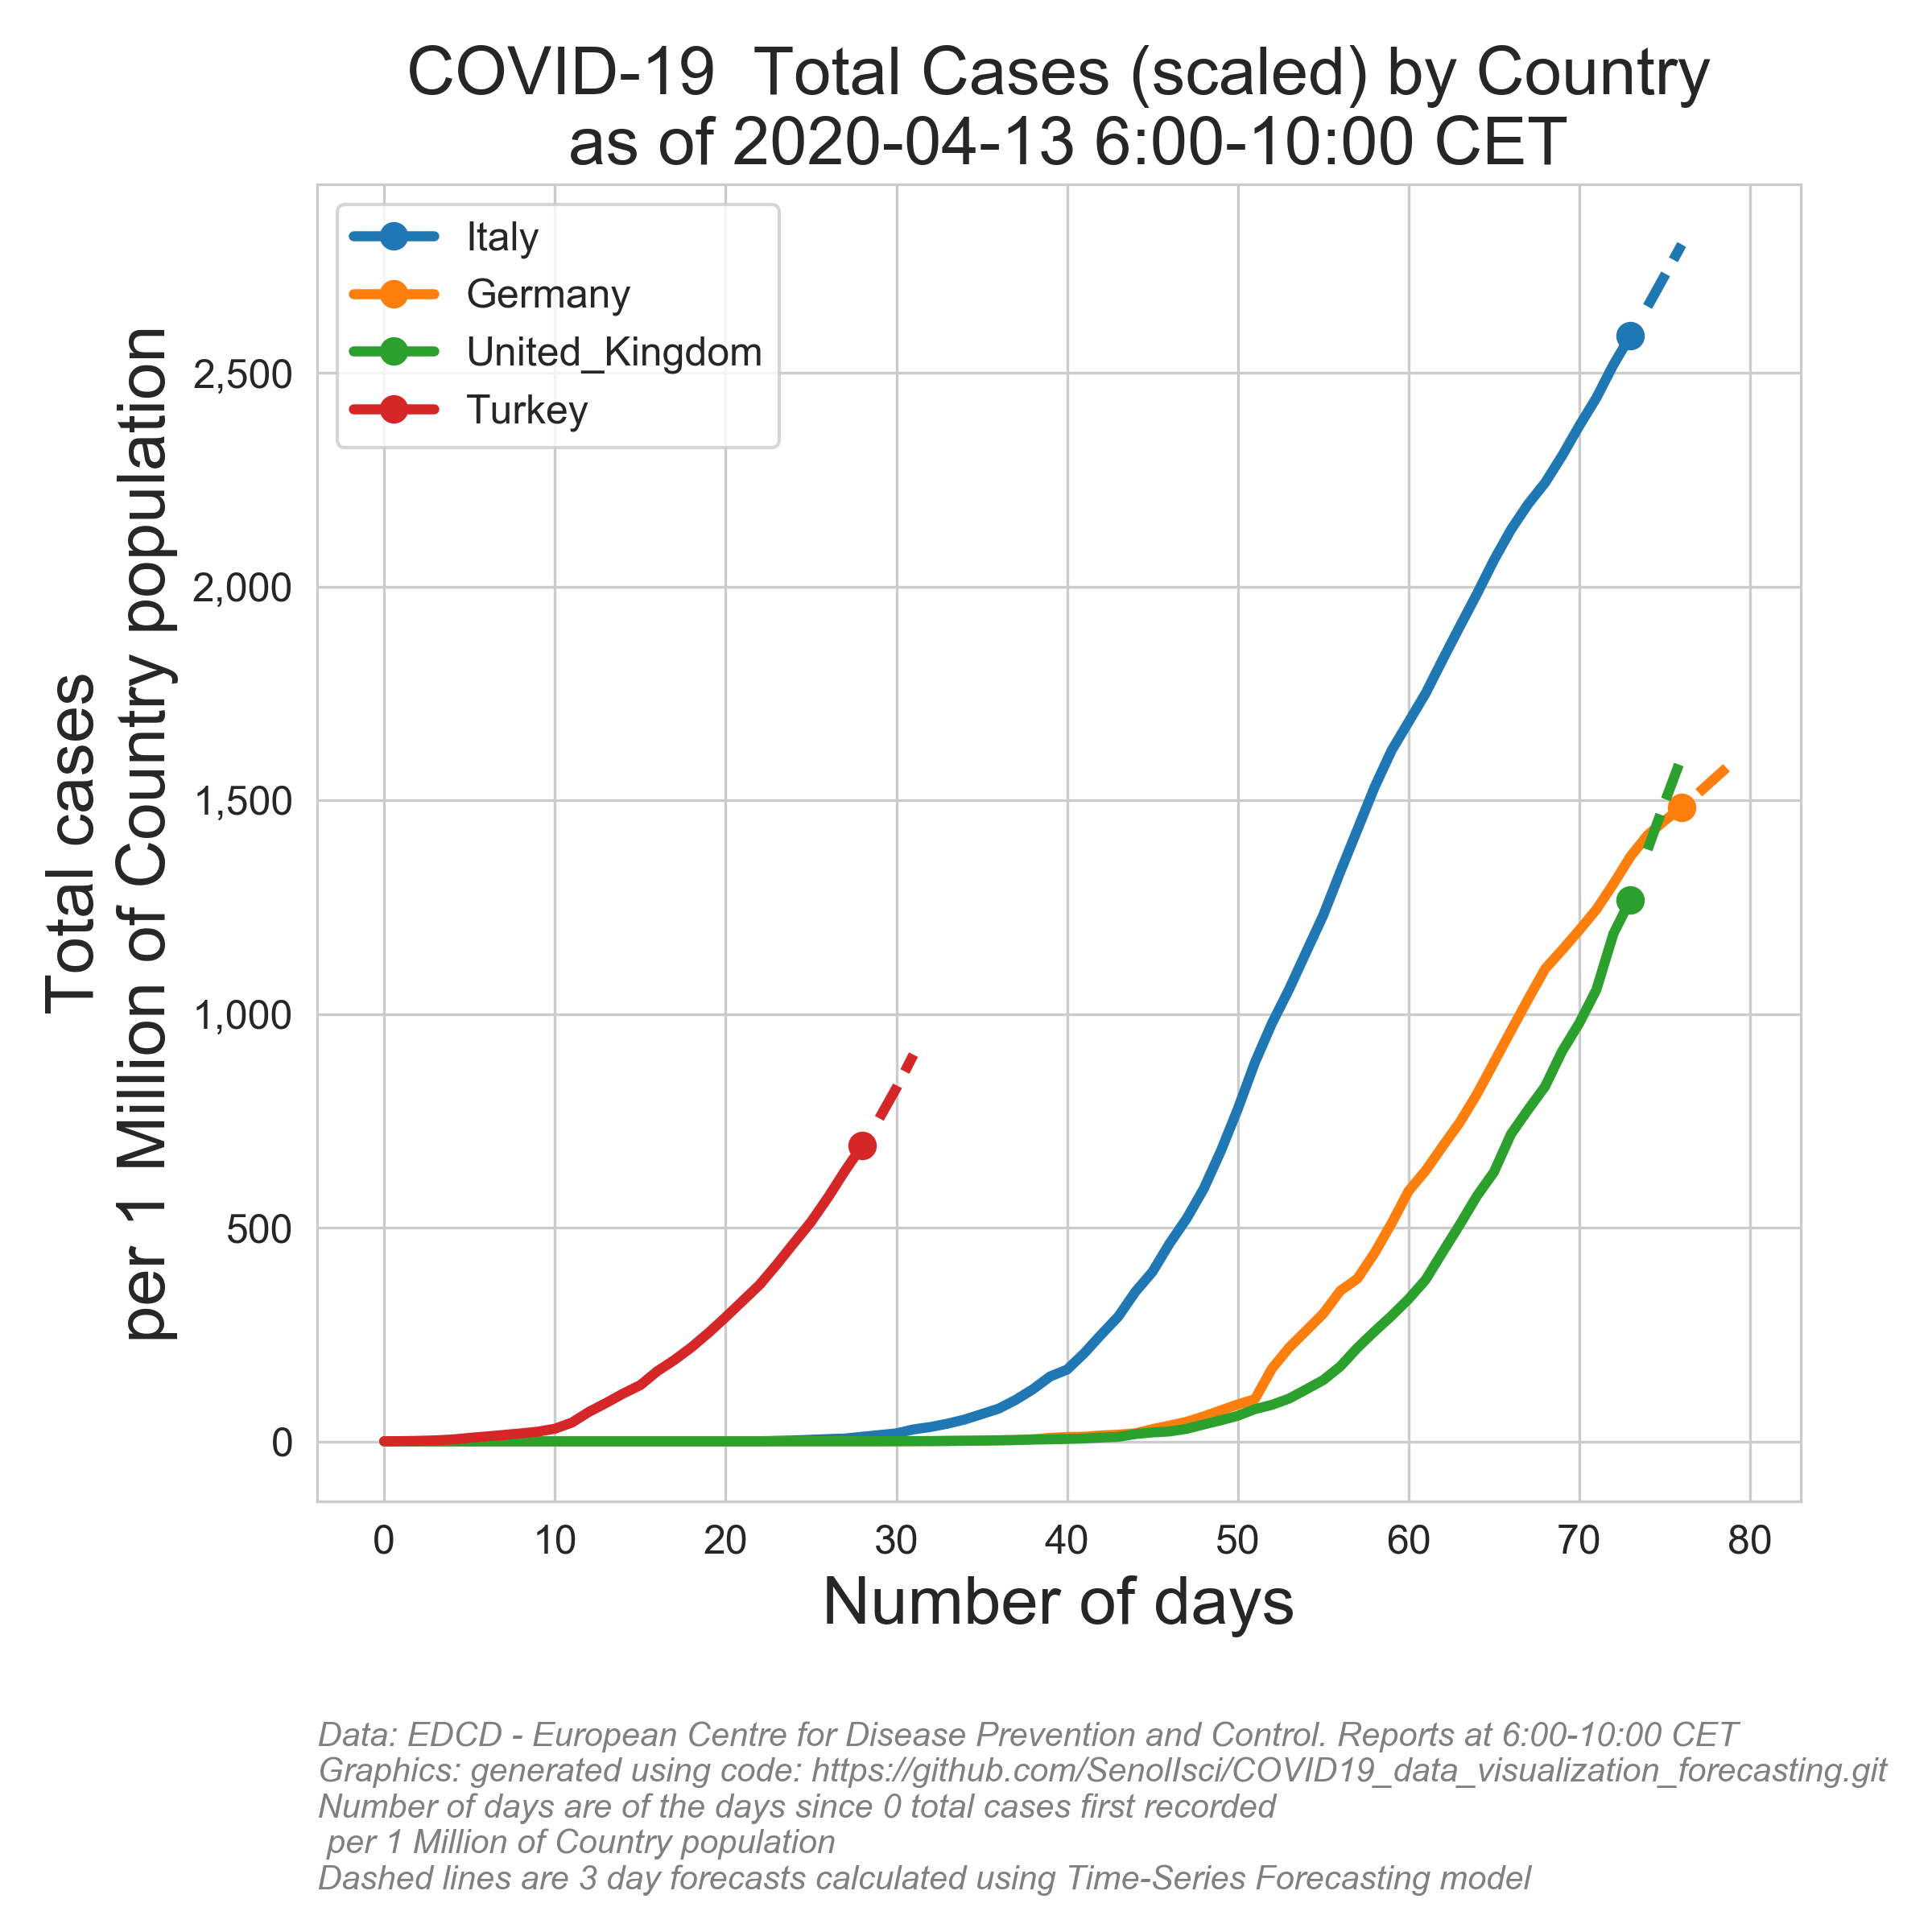 COVID-19  Total Cases (scaled) by Country
as of 2020-04-13 6:00-10:00 CET
Italy
Germany
United_Kingdom
Turkey
Total cases
per 1 Million of Country population
2,500
2,000
1,500
1,000
500
0
0 10 20 30 40 50 60 70 80
Number of days
Data: EDCD - European Centre for Disease Prevention and Control. Reports at 6:00-10:00 CET
Graphics: generated using code: https://github.com/SenolIsci/COVID19_data_visualization_forecasting.git
Number of days are of the days since 0 total cases first recorded
per 1 Million of Country population
Dashed lines are 3 day forecasts calculated using Time-Series Forecasting model